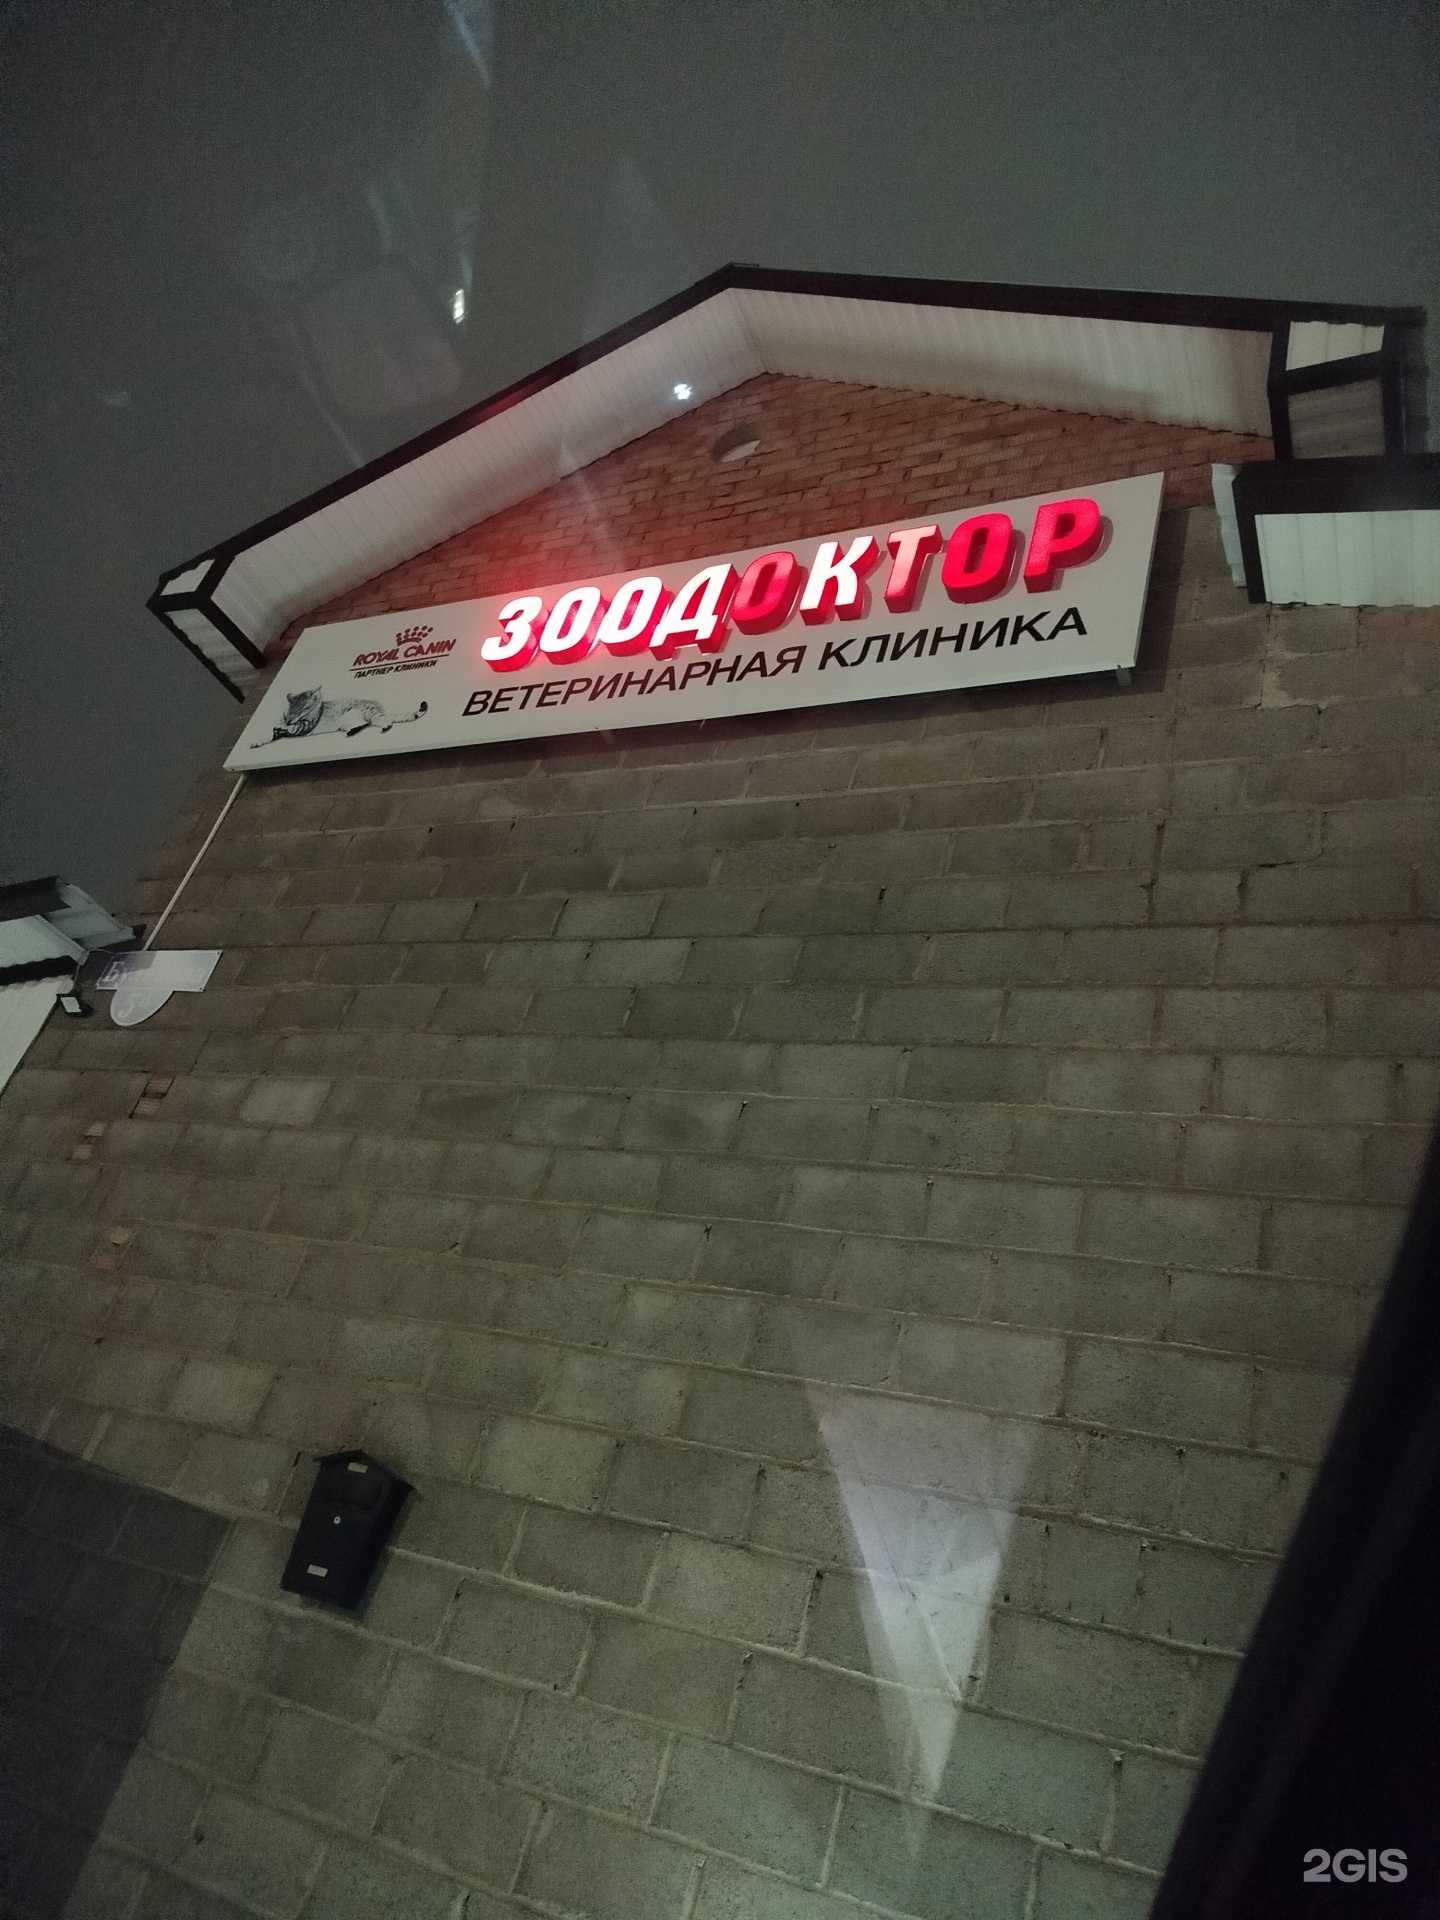 ЗООДОКТОР
ROYAL CANIN
ПАРТНЕР КЛИНИКИ
ВЕТЕРИНАРНАЯ КЛИНИКА
2GIS